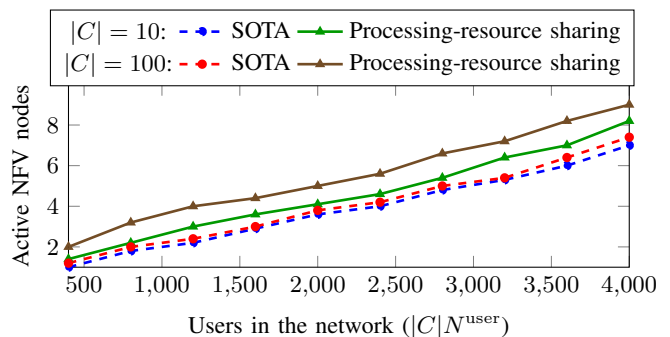 |C| = 10: SOTA Processing-resource sharing
|C| = 100: SOTA Processing-resource sharing
Active NFV nodes
8
6
4
2
500 1,000 1,500 2,000 2,500 3,000 3,500 4,000
Users in the network (|C|N^user)